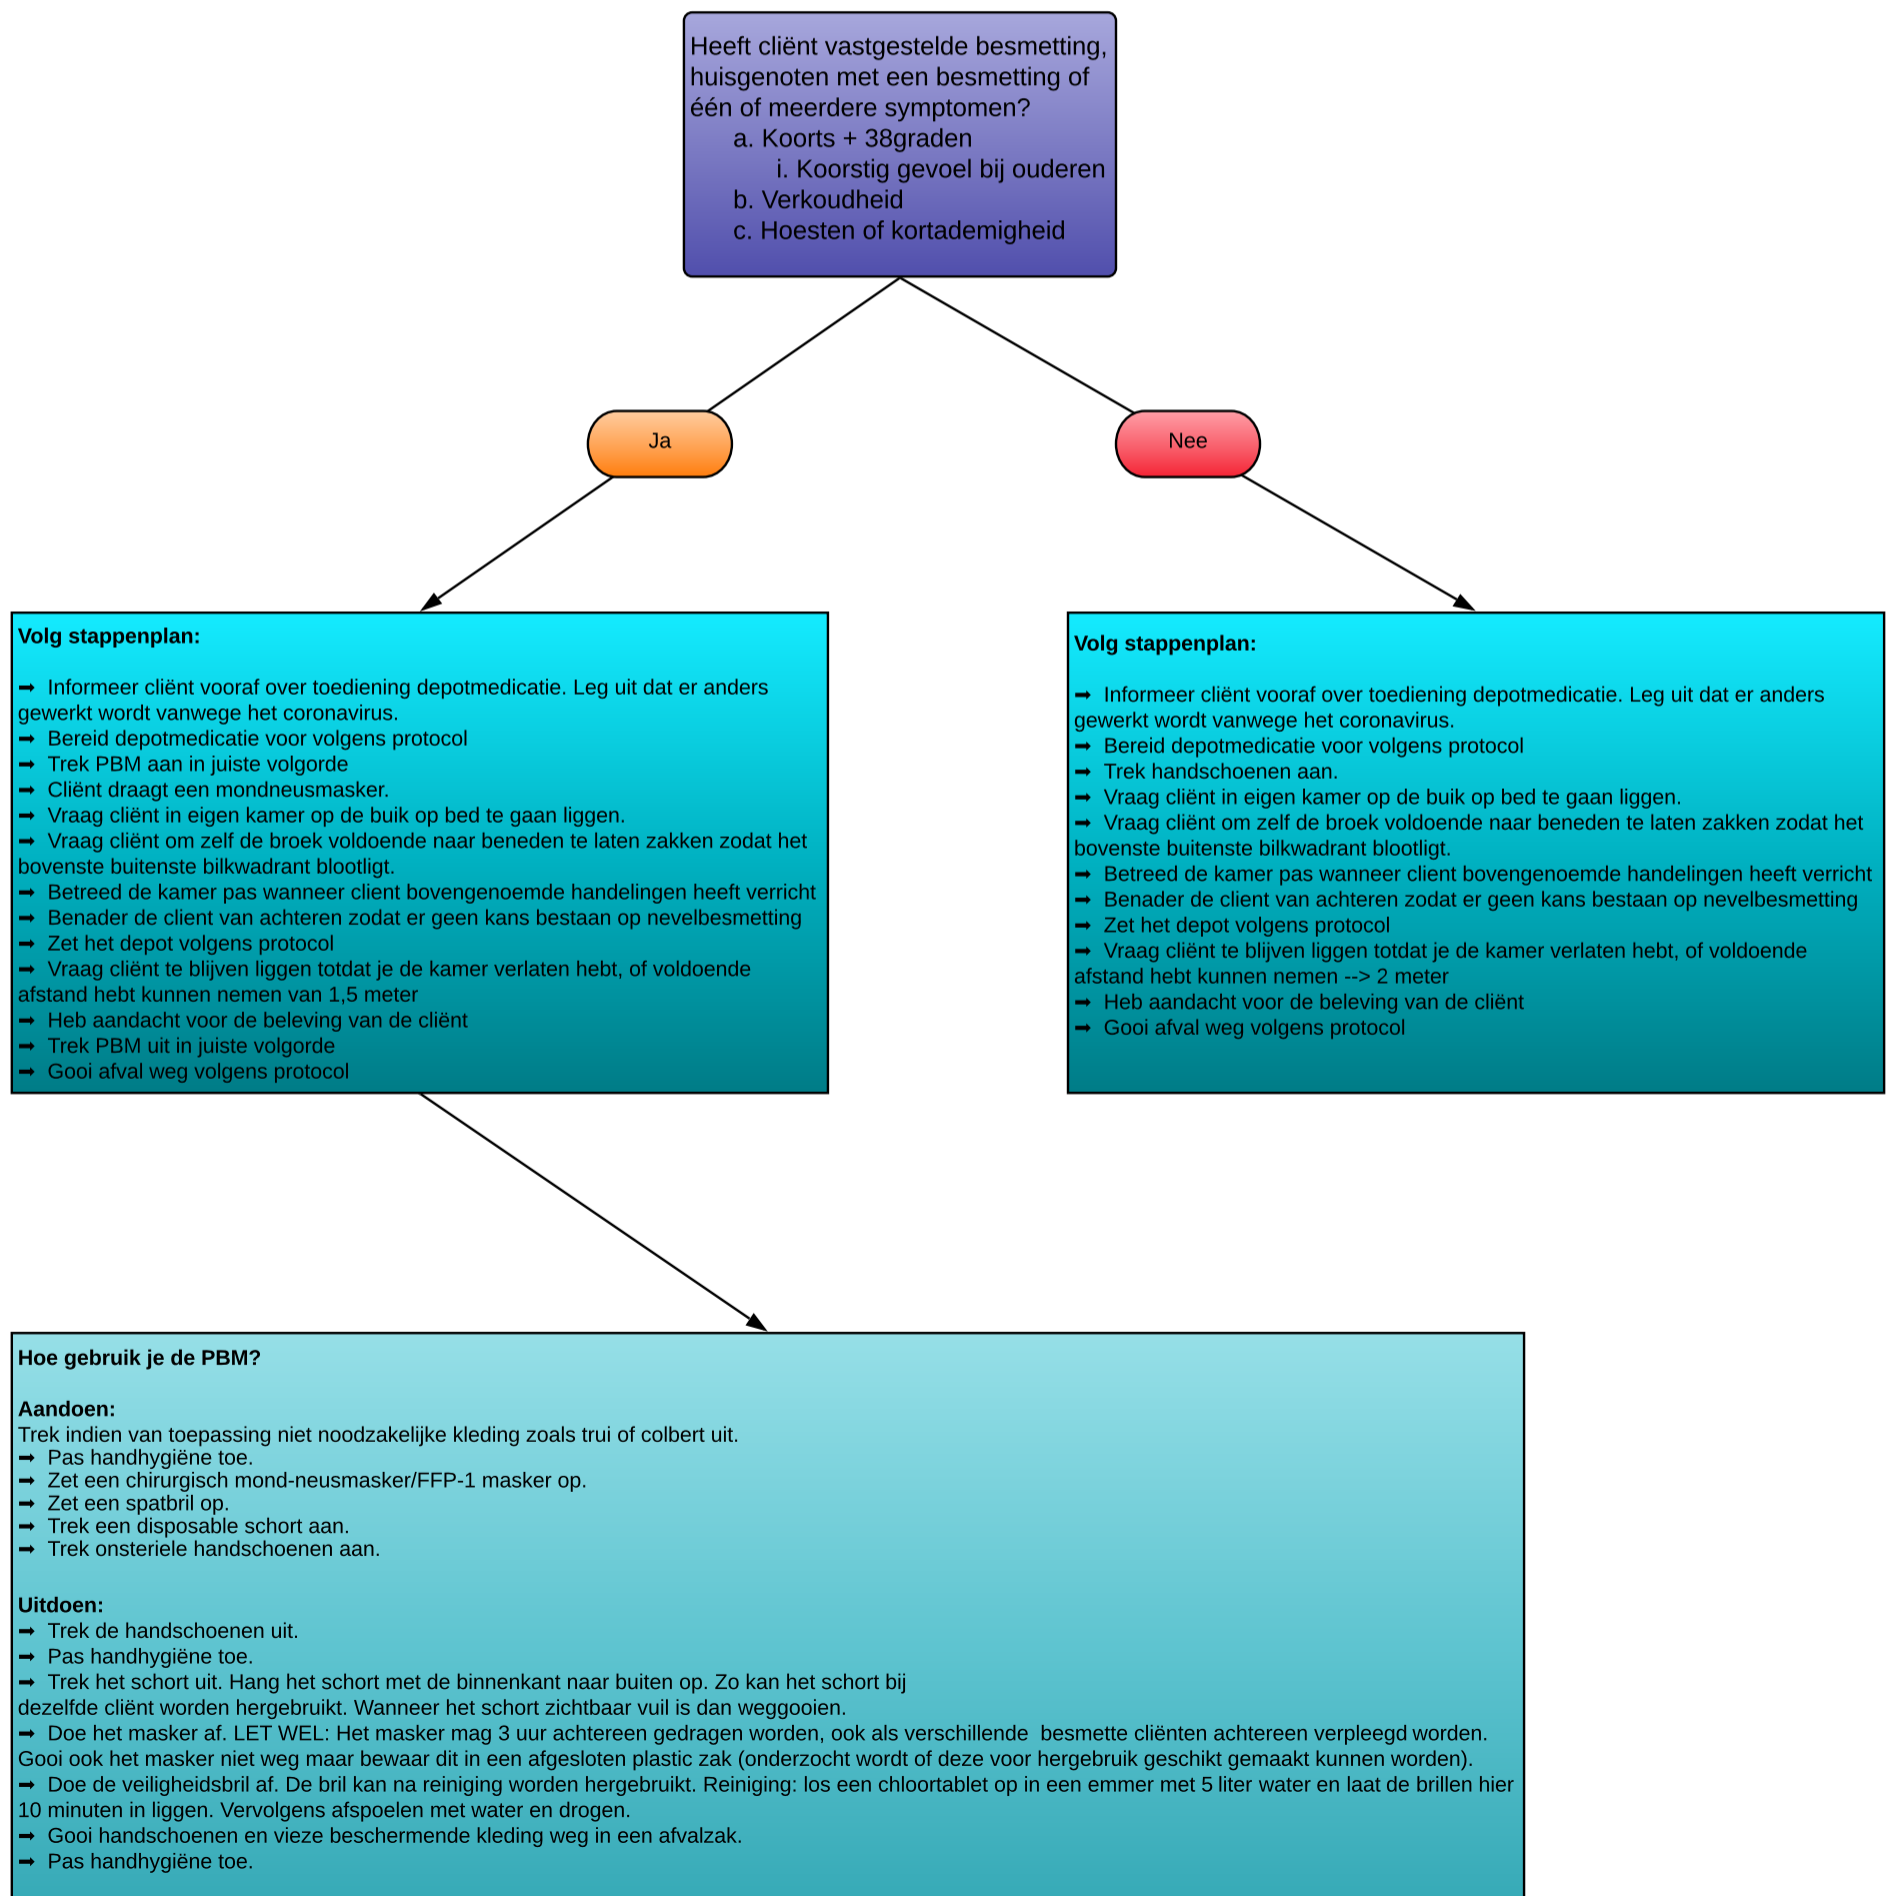 Heeft cliënt vastgestelde besmetting,
huisgenoten met een besmetting of
één of meerdere symptomen?
a. Koorts + 38graden
i. Koorstig gevoel bij ouderen
b. Verkoudheid
c. Hoesten of kortademigheid
Ja
Nee
Volg stappenplan:
➞ Informeer cliënt vooraf over toediening depotmedicatie. Leg uit dat er anders
gewerkt wordt vanwege het coronavirus.
➞ Bereid depotmedicatie voor volgens protocol
➞ Trek PBM aan in juiste volgorde
➞ Cliënt draagt een mondneusmasker.
➞ Vraag cliënt in eigen kamer op de buik op bed te gaan liggen.
➞ Vraag cliënt om zelf de broek voldoende naar beneden te laten zakken zodat het
bovenste buitenste bilkwadrant blootligt.
➞ Betreed de kamer pas wanneer client bovengenoemde handelingen heeft verricht
➞ Benader de client van achteren zodat er geen kans bestaan op nevelbesmetting
➞ Zet het depot volgens protocol
➞ Vraag cliënt te blijven liggen totdat je de kamer verlaten hebt, of voldoende
afstand hebt kunnen nemen van 1,5 meter
➞ Heb aandacht voor de beleving van de cliënt
➞ Trek PBM uit in juiste volgorde
➞ Gooi afval weg volgens protocol
Volg stappenplan:
➞ Informeer cliënt vooraf over toediening depotmedicatie. Leg uit dat er anders
gewerkt wordt vanwege het coronavirus.
➞ Bereid depotmedicatie voor volgens protocol
➞ Trek handschoenen aan.
➞ Vraag cliënt in eigen kamer op de buik op bed te gaan liggen.
➞ Vraag cliënt om zelf de broek voldoende naar beneden te laten zakken zodat het
bovenste buitenste bilkwadrant blootligt.
➞ Betreed de kamer pas wanneer client bovengenoemde handelingen heeft verricht
➞ Benader de client van achteren zodat er geen kans bestaan op nevelbesmetting
➞ Zet het depot volgens protocol
➞ Vraag cliënt te blijven liggen totdat je de kamer verlaten hebt, of voldoende
afstand hebt kunnen nemen --> 2 meter
➞ Heb aandacht voor de beleving van de cliënt
➞ Gooi afval weg volgens protocol
Hoe gebruik je de PBM?
Aandoen:
Trek indien van toepassing niet noodzakelijke kleding zoals trui of colbert uit.
➞ Pas handhygiëne toe.
➞ Zet een chirurgisch mond-neusmasker/FFP-1 masker op.
➞ Zet een spatbril op.
➞ Trek een disposable schort aan.
➞ Trek onsteriele handschoenen aan.
Uitdoen:
➞ Trek de handschoenen uit.
➞ Pas handhygiëne toe.
➞ Trek het schort uit. Hang het schort met de binnenkant naar buiten op. Zo kan het schort bij
dezelfde cliënt worden hergebruikt. Wanneer het schort zichtbaar vuil is dan weggooien.
➞ Doe het masker af. LET WEL: Het masker mag 3 uur achtereen gedragen worden, ook als verschillende besmette cliënten achtereen verpleegd worden.
Gooi ook het masker niet weg maar bewaar dit in een afgesloten plastic zak (onderzocht wordt of deze voor hergebruik geschikt gemaakt kunnen worden).
➞ Doe de veiligheidsbril af. De bril kan na reiniging worden hergebruikt. Reiniging: los een chloortablet op in een emmer met 5 liter water en laat de brillen hier
10 minuten in liggen. Vervolgens afspoelen met water en drogen.
➞ Gooi handschoenen en vieze beschermende kleding weg in een afvalzak.
➞ Pas handhygiëne toe.